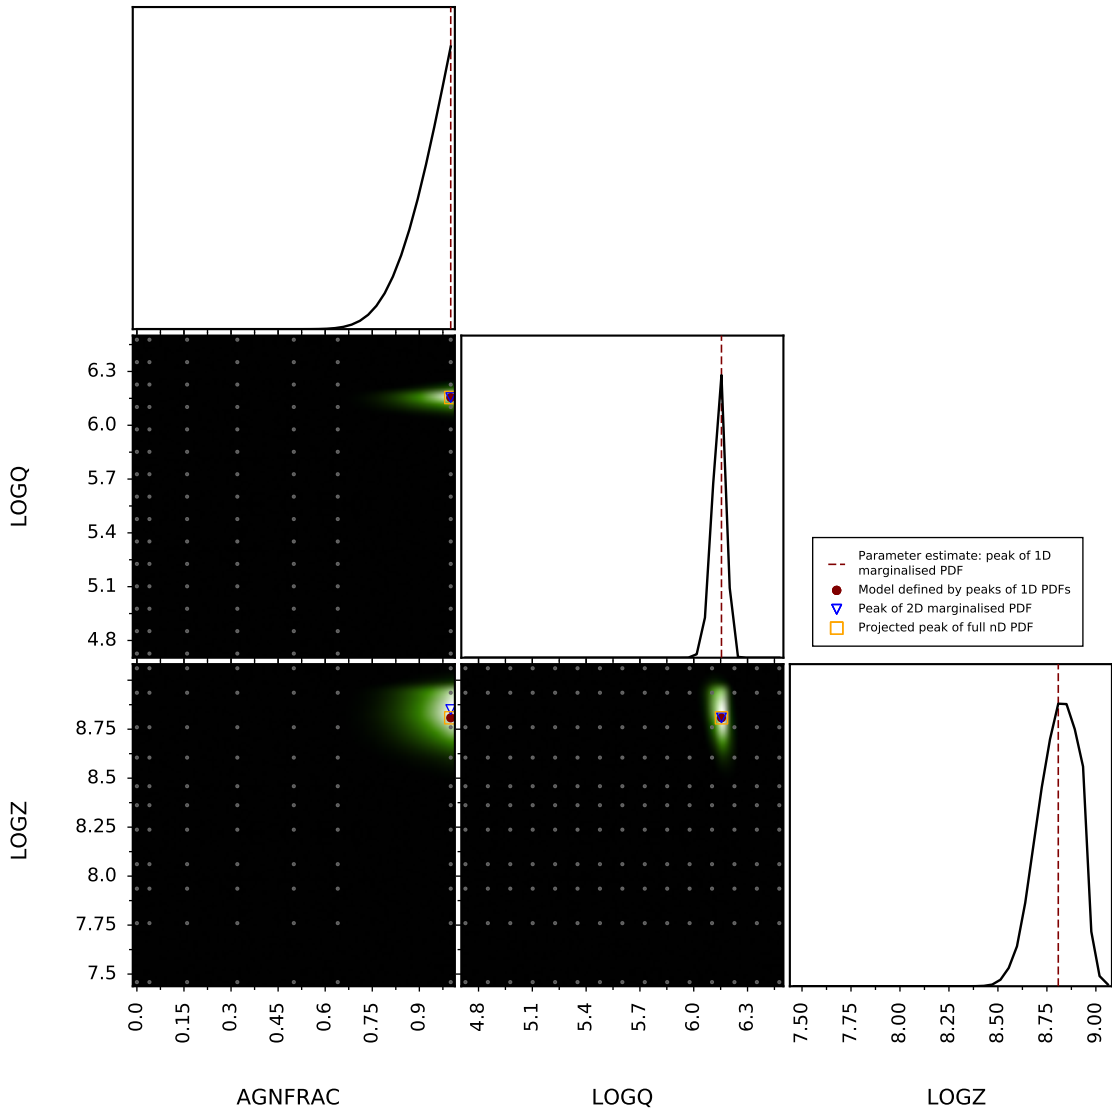 6.3
6.0
5.7
5.4
5.1
4.8
LOGQ
Parameter estimate: peak of 1D
marginalised PDF
Model defined by peaks of 1D PDFs
Peak of 2D marginalised PDF
Projected peak of full nD PDF
8.75
8.5
8.25
8.0
7.75
7.5
LOGZ
0.0 0.15 0.3 0.45 0.6 0.75 0.9
4.8 5.1 5.4 5.7 6.0 6.3
7.50 7.75 8.00 8.25 8.50 8.75 9.00
AGNFRAC LOGQ LOGZ